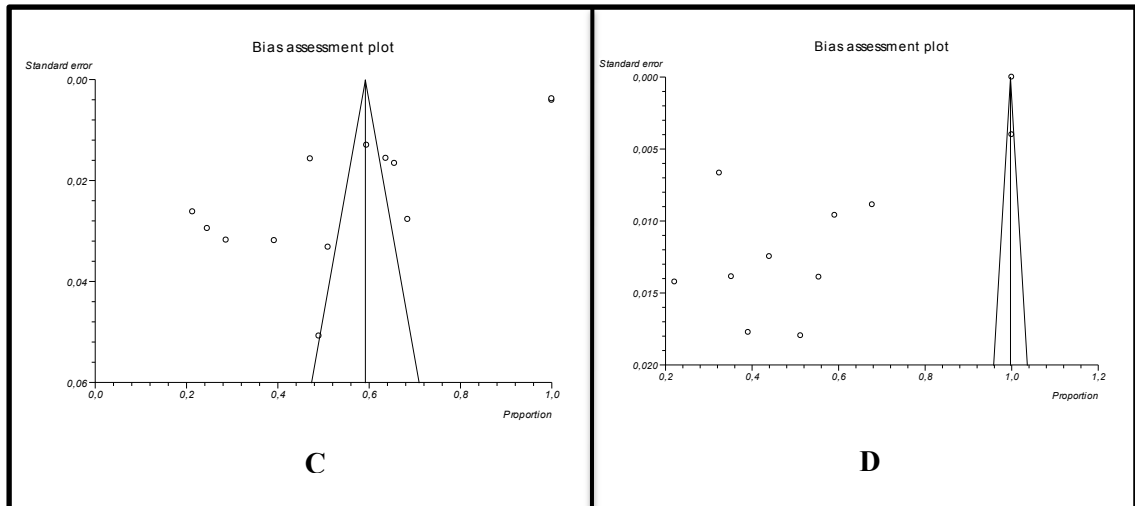 Bias assessment plot
Standard error
0,00
0,02
0,04
0,06
0,0
0,2
0,4
0,6
0,8
1,0
Proportion
C
Bias assessment plot
Standard error
0,000
0,005
0,010
0,015
0,020
0,2
0,4
0,6
0,8
1,0
1,2
Proportion
D